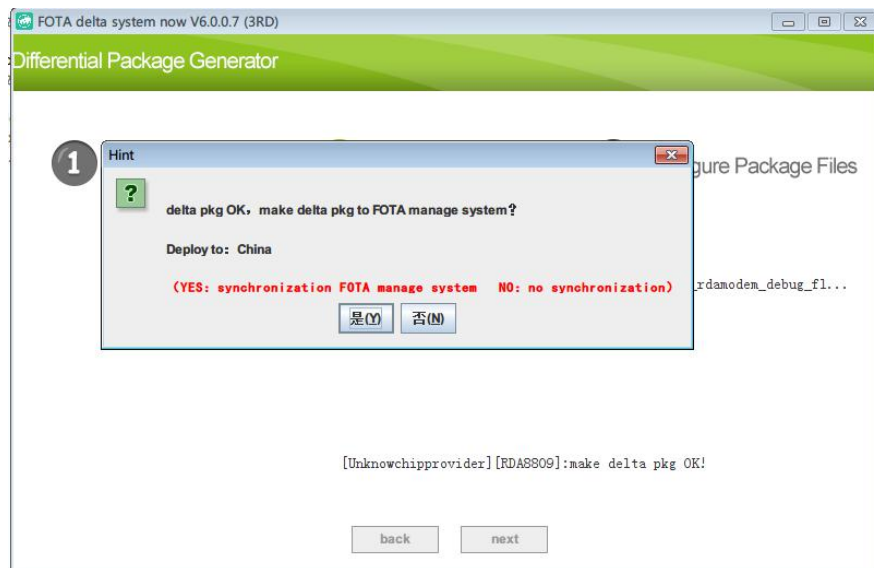 FOTA delta system now V6.0.0.7 (3RD)
Differential Package Generator
1
Hint
gure Package Files
?
delta pkg OK，make delta pkg to FOTA manage system？
Deploy to：China
（YES: synchronization FOTA manage system NO: no synchronization）
_rdamodem_debug_fl...
是(Y) 否(N)
[Unknowchipprovider][RDA8809]:make delta pkg OK!
back next